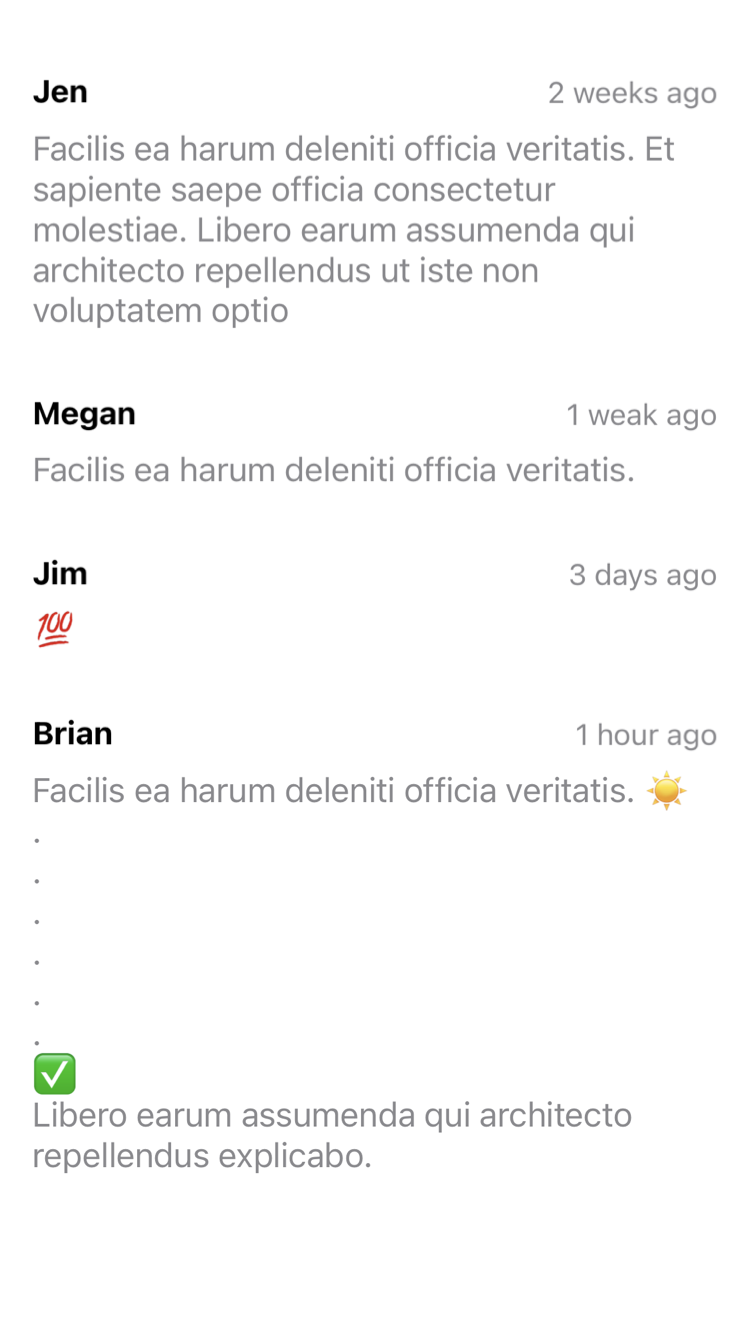 Jen 2 weeks ago
Facilis ea harum deleniti officia veritatis. Et
sapiente saepe officia consectetur
molestiae. Libero earum assumenda qui
architecto repellendus ut iste non
voluptatem optio
Megan 1 weak ago
Facilis ea harum deleniti officia veritatis.
Jim 3 days ago
💯
Brian 1 hour ago
Facilis ea harum deleniti officia veritatis. ☀️
.
.
.
.
.
.
✅
Libero earum assumenda qui architecto
repellendus explicabo.